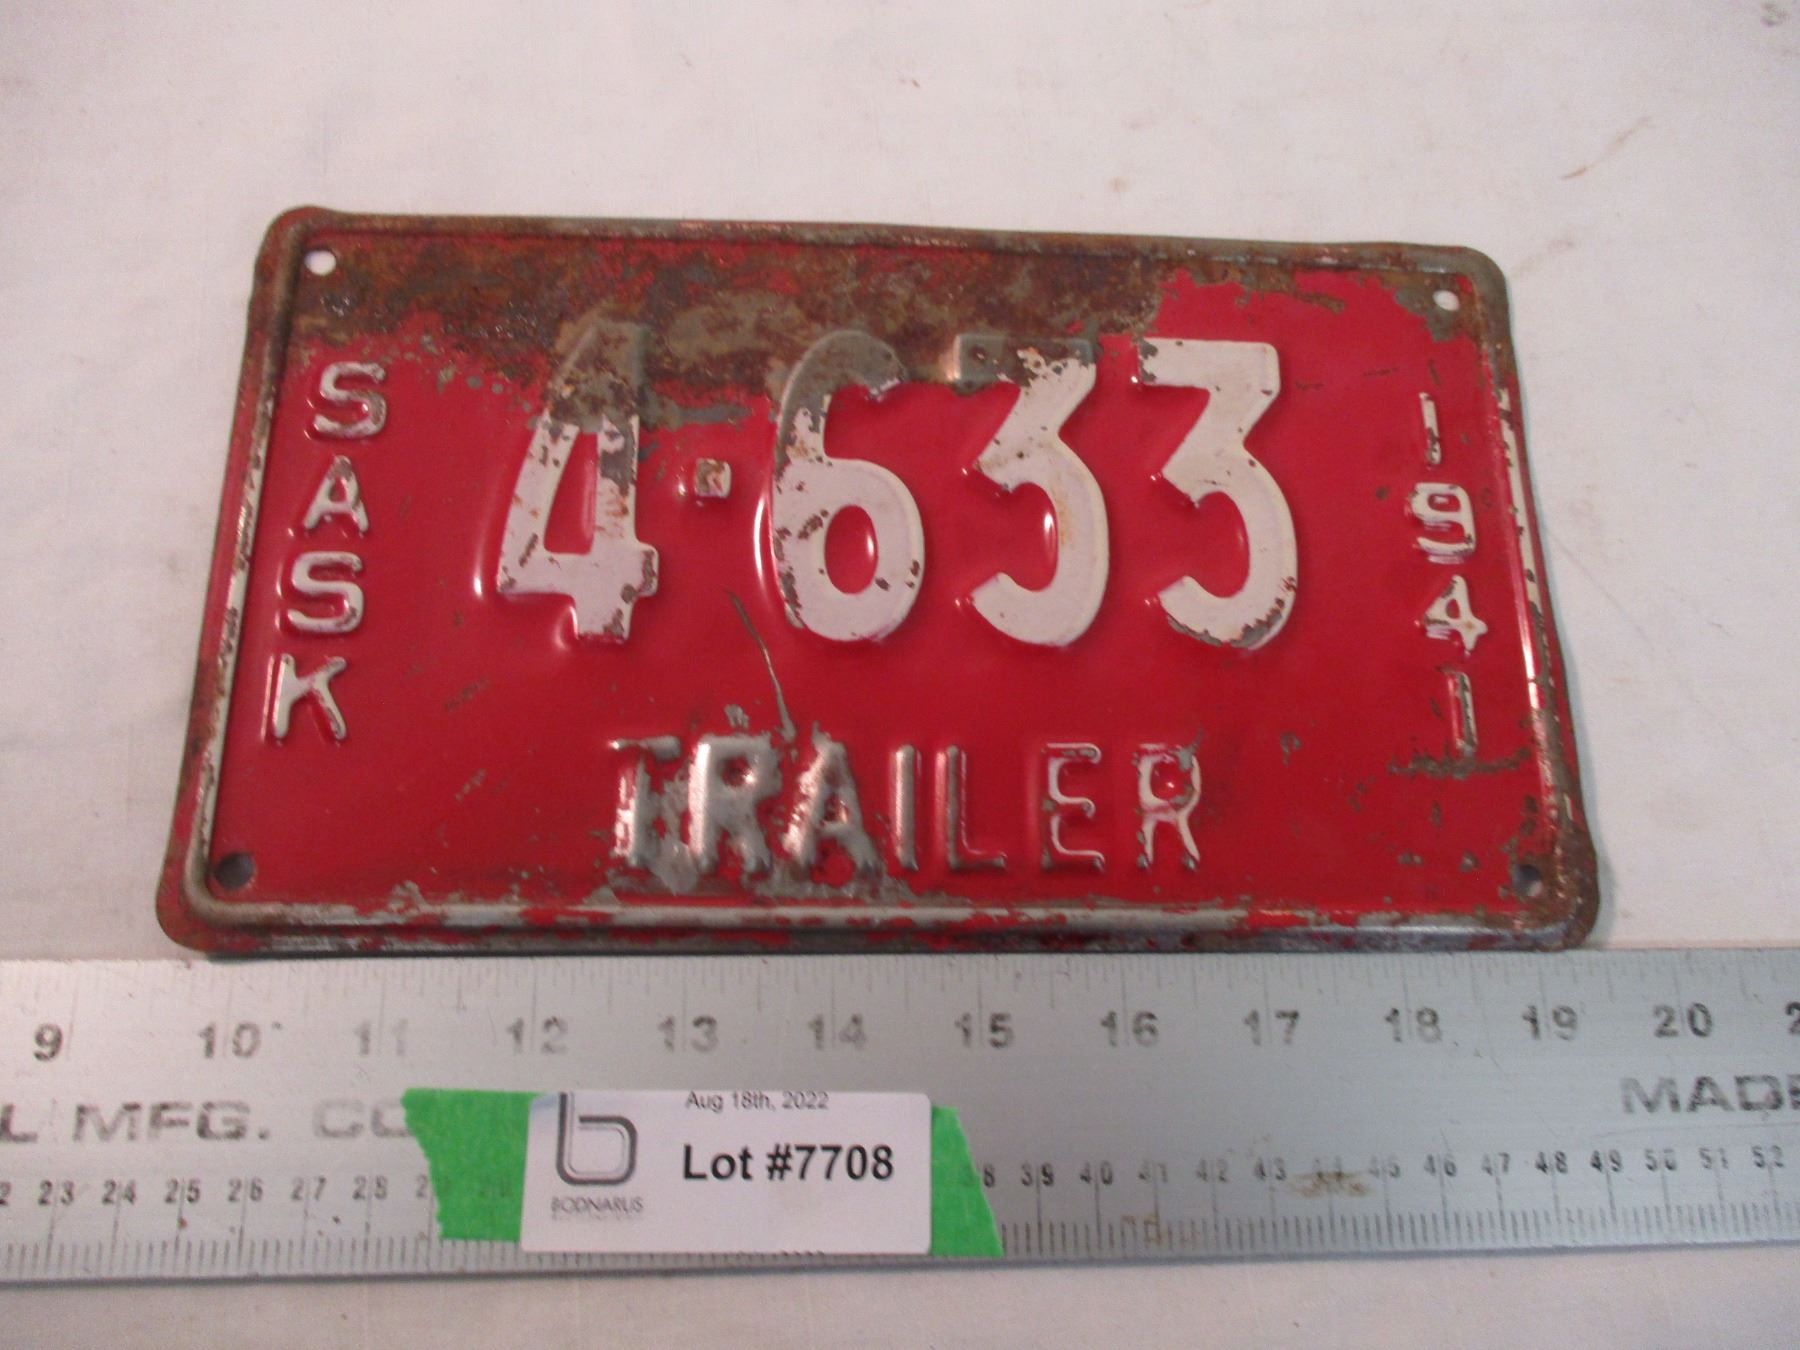 SASK
4-633
1941
TRAILER
9 10 11 12 13 14 15 16 17 18 19 20
MFG. CO
MADE
Aug 18th, 2022
Lot #7708
BODNARUS
23 24 25 26 27 28 38 39 40 41 42 43 44 45 46 47 48 49 50 51 52